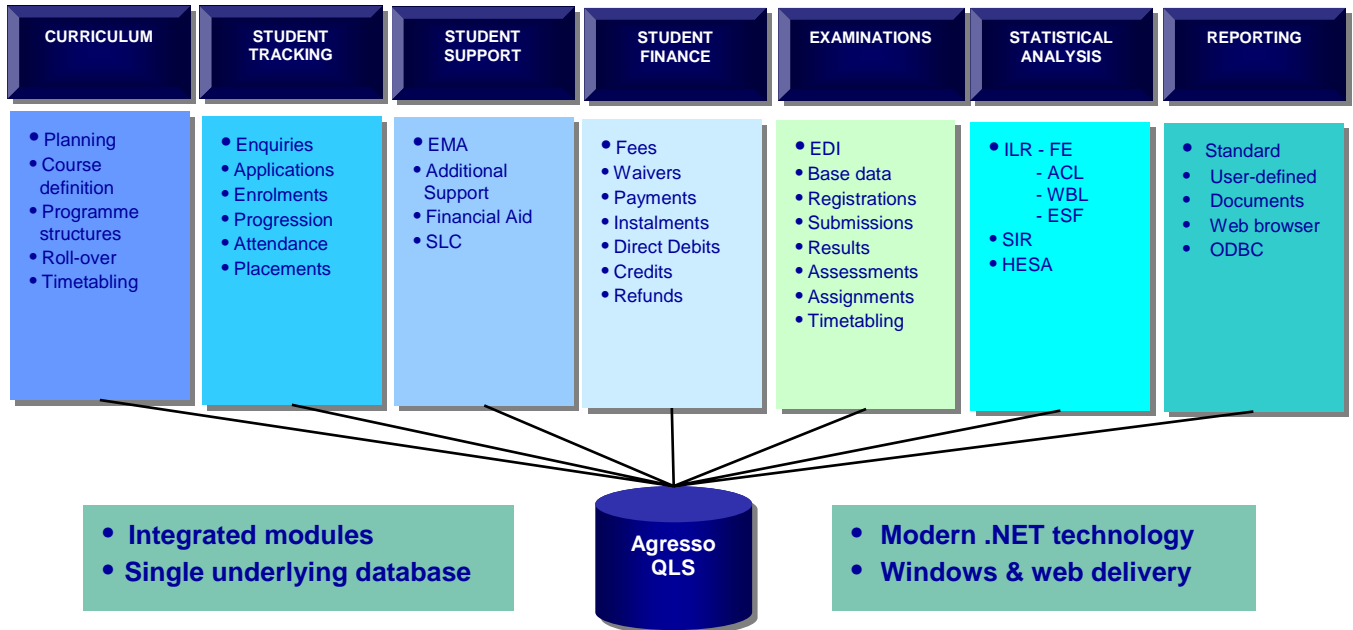 CURRICULUM
STUDENT
TRACKING
STUDENT
SUPPORT
STUDENT
FINANCE
EXAMINATIONS
STATISTICAL
ANALYSIS
REPORTING
• Planning
• Course
definition
• Programme
structures
• Roll-over
• Timetabling
• Enquiries
• Applications
• Enrolments
• Progression
• Attendance
• Placements
• EMA
• Additional
Support
• Financial Aid
• SLC
• Fees
• Waivers
• Payments
• Instalments
• Direct Debits
• Credits
• Refunds
• EDI
• Base data
• Registrations
• Submissions
• Results
• Assessments
• Assignments
• Timetabling
• ILR - FE
- ACL
- WBL
- ESF
• SIR
• HESA
• Standard
• User-defined
• Documents
• Web browser
• ODBC
• Integrated modules
• Single underlying database
Agresso
QLS
• Modern .NET technology
• Windows & web delivery